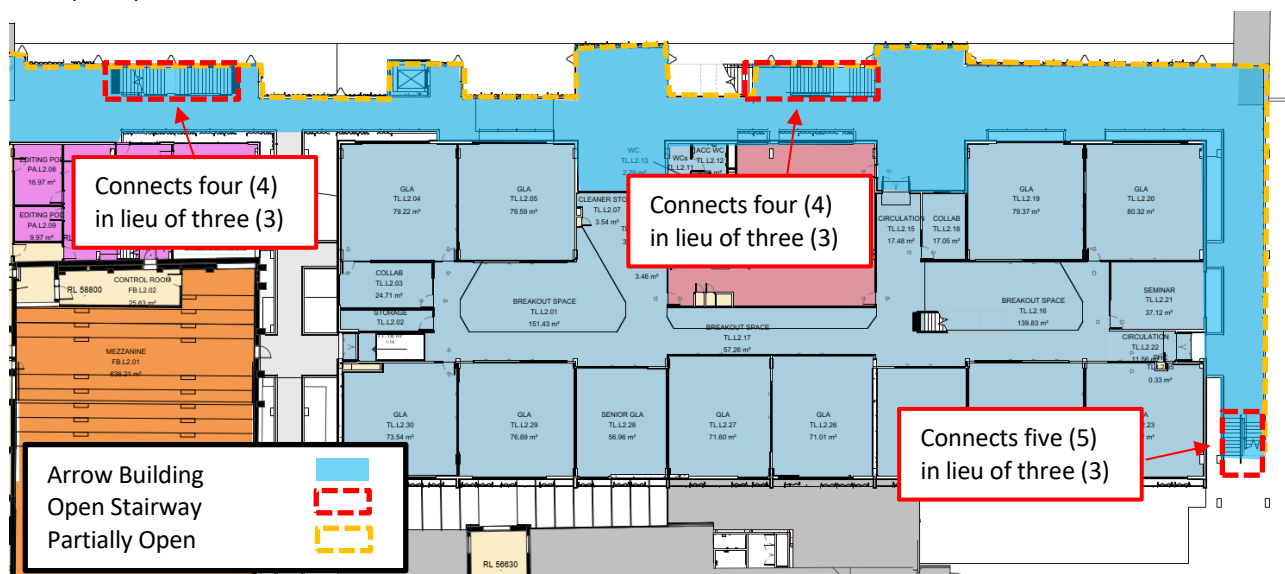 EDITING POD
PA.L2.08
16.97 m²
EDITING POD
PA.L2.09
9.97 m²
Connects four (4)
in lieu of three (3)
GLA
TL.L2.04
79.22 m²
GLA
TL.L2.05
79.59 m²
WC.
TL.L2.13
WCs
TL.L2.11
ACC WC
TL.L2.12
CLEANER STO
TL.L2.07
3.54 m²
Connects four (4)
in lieu of three (3)
3.46 m²
CIRCULATION
TL.L2.15
17.48 m²
COLLAB
TL.L2.18
17.05 m²
GLA
TL.L2.19
79.37 m²
GLA
TL.L2.20
80.32 m²
CONTROL ROOM
FB.L2.02
25.63 m²
RL 58800
COLLAB
TL.L2.03
24.71 m²
STORAGE
TL.L2.02
BREAKOUT SPACE
TL.L2.01
151.43 m²
BREAKOUT SPACE
TL.L2.17
57.26 m²
BREAKOUT SPACE
TL.L2.16
139.83 m²
SEMINAR
TL.L2.21
37.12 m²
CIRCULATION
TL.L2.22
11.56 m²
0.33 m²
MEZZANINE
FB.L2.01
636.21 m²
GLA
TL.L2.30
73.54 m²
GLA
TL.L2.29
76.89 m²
SENIOR GLA
TL.L2.28
56.96 m²
GLA
TL.L2.27
71.60 m²
GLA
TL.L2.26
71.01 m²
Connects five (5)
in lieu of three (3)
Arrow Building
Open Stairway
Partially Open
RL 56630